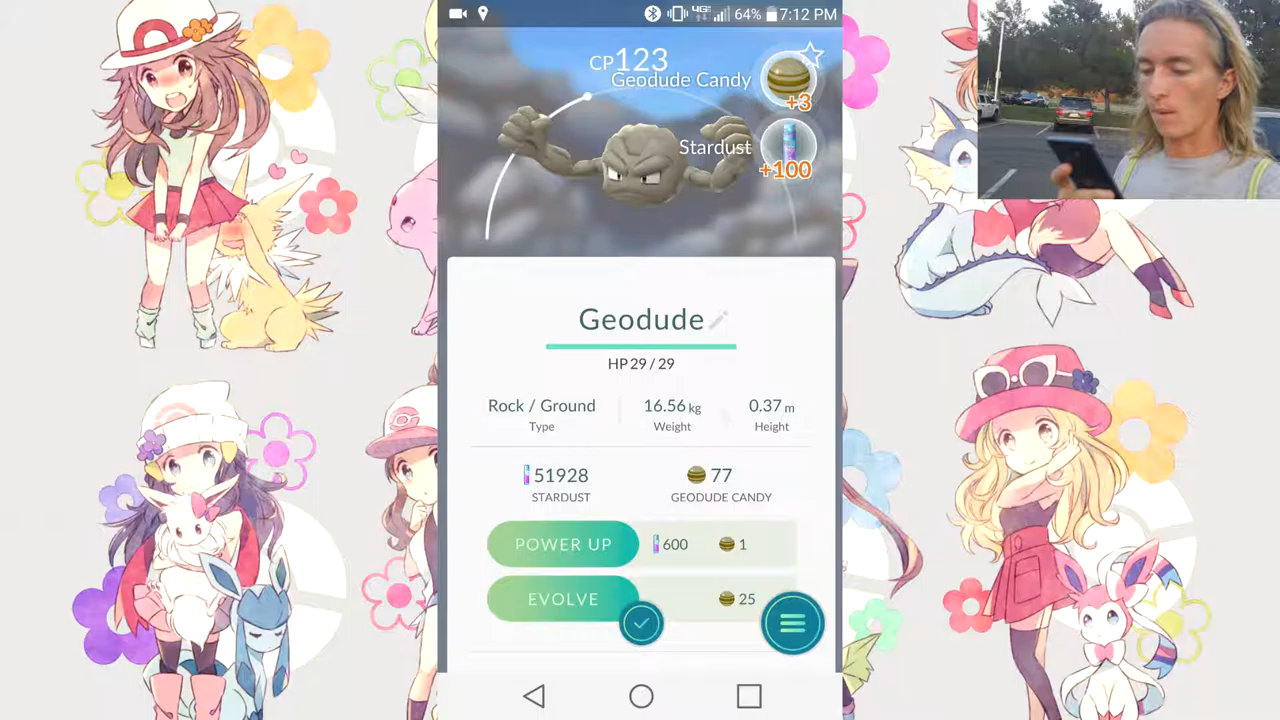 4G 64% 7:12 PM
CP123
Geodude Candy +3
Stardust +100
Geodude
HP 29 / 29
Rock / Ground 16.56 kg 0.37 m
Type Weight Height
51928 77
STARDUST GEODUDE CANDY
POWER UP 600 1
EVOLVE 25